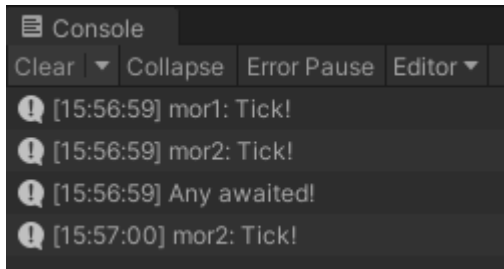 Console
Clear Collapse Error Pause Editor
[15:56:59] mor1: Tick!
[15:56:59] mor2: Tick!
[15:56:59] Any awaited!
[15:57:00] mor2: Tick!